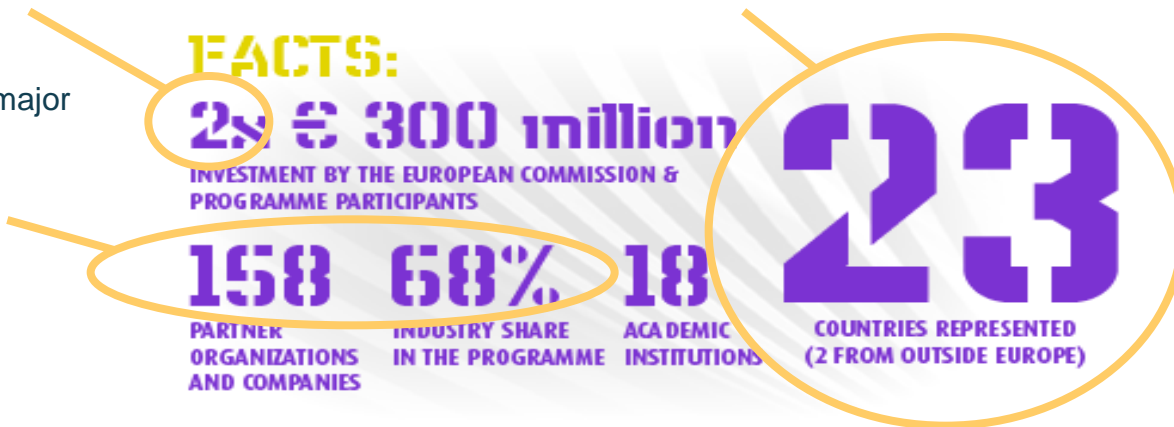 FACTS:
major
2x € 300 million
INVESTMENT BY THE EUROPEAN COMMISSION &
PROGRAMME PARTICIPANTS
158 68% 18
PARTNER INDUSTRY SHARE ACADEMIC
ORGANIZATIONS IN THE PROGRAMME INSTITUTIONS
AND COMPANIES
23
COUNTRIES REPRESENTED
(2 FROM OUTSIDE EUROPE)